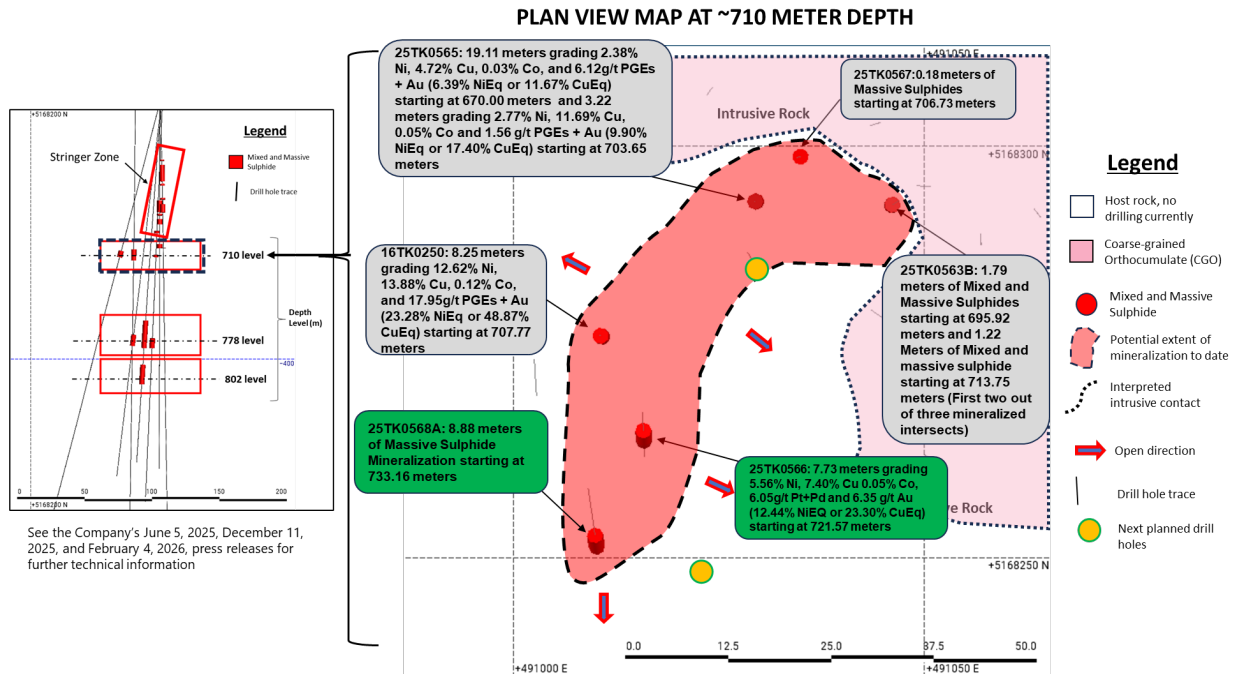 PLAN VIEW MAP AT ~710 METER DEPTH
+5168200 N
Legend
Stringer Zone
Mixed and Massive
Sulphide
Drill hole trace
710 level
Depth
Level(m)
778 level
-400
802 level
0
50
100
150
200
+5168200 N
See the Company's June 5, 2025, December 11,
2025, and February 4, 2026, press releases for
further technical information
25TK0565: 19.11 meters grading 2.38%
Ni, 4.72% Cu, 0.03% Co, and 6.12g/t PGEs
+ Au (6.39% NiEq or 11.67% CuEq)
starting at 670.00 meters and 3.22
meters grading 2.77% Ni, 11.69% Cu,
0.05% Co and 1.56 g/t PGEs + Au (9.90%
NiEq or 17.40% CuEq) starting at 703.65
meters
25TK0567: 0.18 meters of
Massive Sulphides
starting at 706.73 meters
+491050 E
Intrusive Rock
+5168300 N
16TK0250: 8.25 meters
grading 12.62% Ni,
13.88% Cu, 0.12% Co,
and 17.95g/t PGEs + Au
(23.28% NiEq or 48.87%
CuEq) starting at 707.77
meters
25TK0563B: 1.79
meters of Mixed and
Massive Sulphides
starting at 695.92
meters and 1.22
Meters of Mixed and
massive sulphide
starting at 713.75
meters (First two out
of three mineralized
intersects)
25TK0568A: 8.88 meters
of Massive Sulphide
Mineralization starting at
733.16 meters
25TK0566: 7.73 meters grading
5.56% Ni, 7.40% Cu 0.05% Co,
6.05g/t Pt+Pd and 6.35 g/t Au
(12.44% NiEQ or 23.30% CuEq)
starting at 721.57 meters
ve Rock
+5168250 N
0.0
12.5
25.0
37.5
50.0
+491000 E
+491050 E
Legend
Host rock, no
drilling currently
Coarse-grained
Orthocumulate (CGO)
Mixed and Massive
Sulphide
Potential extent of
mineralization to date
Interpreted
intrusive contact
Open direction
Drill hole trace
Next planned drill
holes